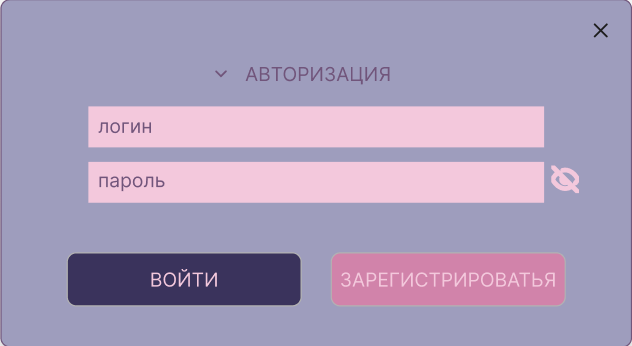 АВТОРИЗАЦИЯ
логин
пароль
ВОЙТИ
ЗАРЕГИСТРИРОВАТЬЯ